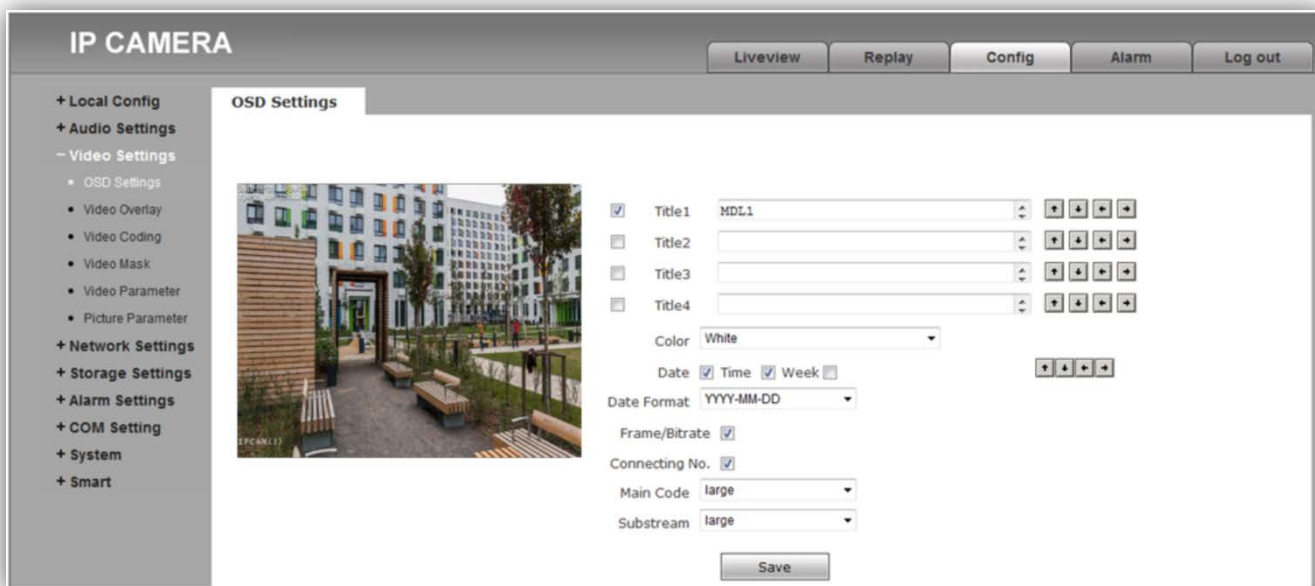 IP CAMERA
Liveview Replay Config Alarm Log out
+ Local Config
+ Audio Settings
− Video Settings
• OSD Settings
• Video Overlay
• Video Coding
• Video Mask
• Video Parameter
• Picture Parameter
+ Network Settings
+ Storage Settings
+ Alarm Settings
+ COM Setting
+ System
+ Smart
OSD Settings
Title1 MDL1
Title2
Title3
Title4
Color White
Date Time Week
Date Format YYYY-MM-DD
Frame/Bitrate
Connecting No.
Main Code large
Substream large
Save